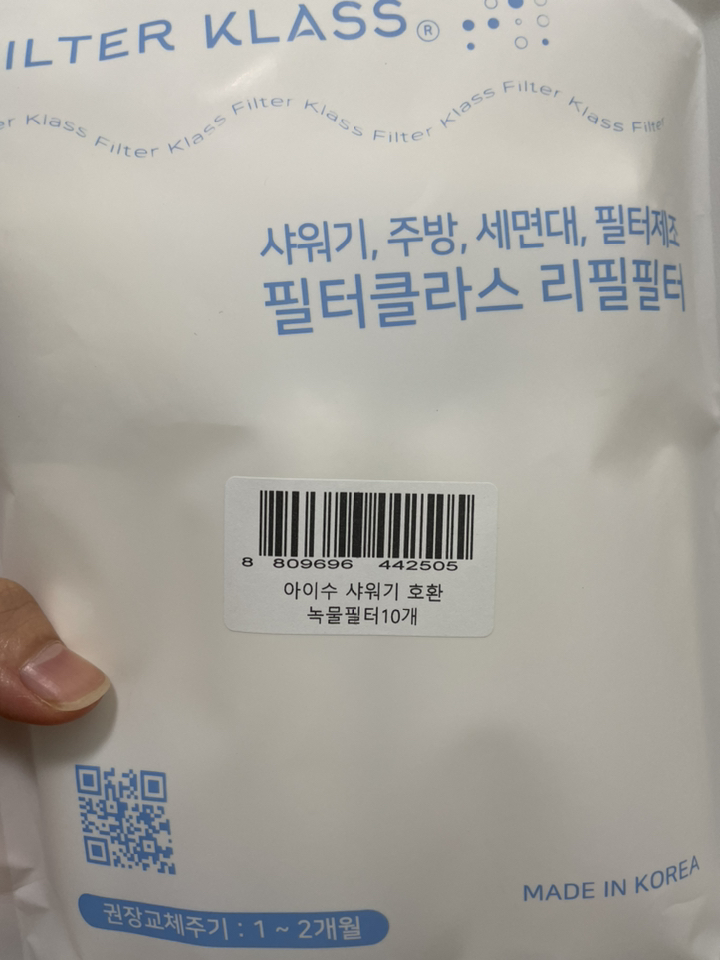 FILTER KLASS®
er Klass Filter Klass Filter Klass Filter Klass Filter Klass Filter
샤워기, 주방, 세면대, 필터제조
필터클라스 리필필터
8 809696 442505
아이수 샤워기 호환
녹물필터10개
MADE IN KOREA
권장교체주기 : 1 ~ 2개월